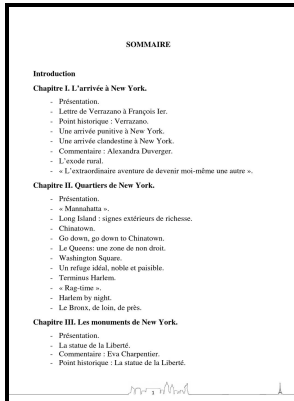 SOMMAIRE
Introduction
Chapitre I. L'arrivée à New York.
- Présentation.
- Lettre de Verrazano à François Ier.
- Point historique : Verrazano.
- Une arrivée punitive à New York.
- Une arrivée clandestine à New York.
- Commentaire : Alexandra Duverger.
- L'exode rural.
- « L'extraordinaire aventure de devenir moi-même une autre ».
Chapitre II. Quartiers de New York.
- Présentation.
- « Mannahatta ».
- Long Island : signes extérieurs de richesse.
- Chinatown.
- Go down, go down to Chinatown.
- Le Queens: une zone de non droit.
- Washington Square.
- Un refuge idéal, noble et paisible.
- Terminus Harlem.
- « Rag-time ».
- Harlem by night.
- Le Bronx, de loin, de près.
Chapitre III. Les monuments de New York.
- Présentation.
- La statue de la Liberté.
- Commentaire : Eva Charpentier.
- Point historique : La statue de la Liberté.